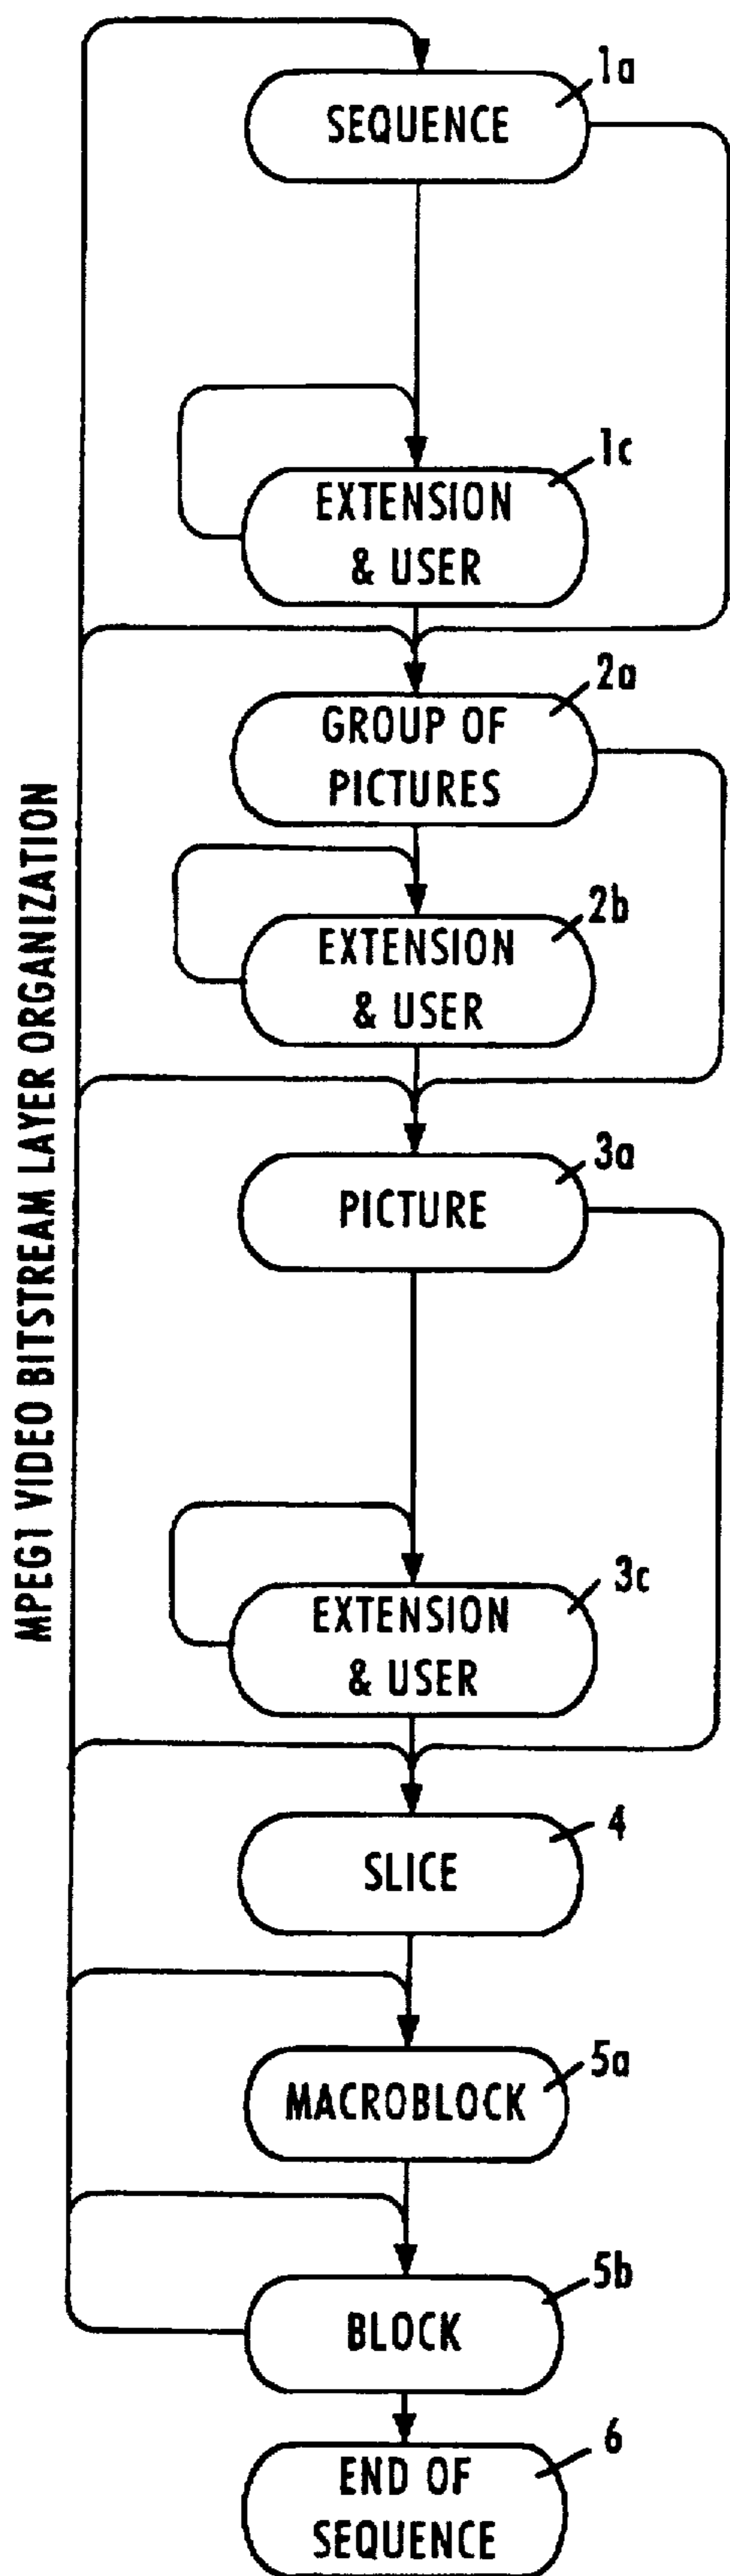 MPEG1 VIDEO BITSTREAM LAYER ORGANIZATION
1a
SEQUENCE
1c
EXTENSION
& USER
2a
GROUP OF
PICTURES
2b
EXTENSION
& USER
3a
PICTURE
3c
EXTENSION
& USER
4
SLICE
5a
MACROBLOCK
5b
BLOCK
6
END OF
SEQUENCE